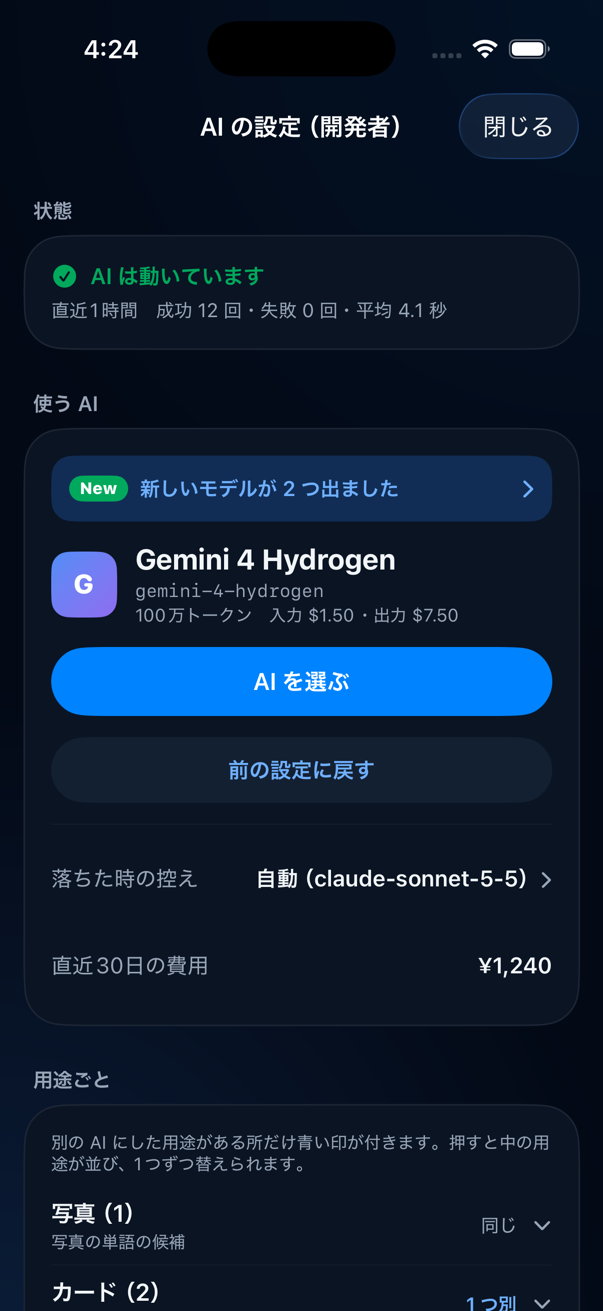 4:24
AI の設定（開発者）
閉じる
状態
AI は動いています
直近1時間　成功 12 回・失敗 0 回・平均 4.1 秒
使う AI
New 新しいモデルが 2 つ出ました
G
Gemini 4 Hydrogen
gemini-4-hydrogen
100万トークン　入力 $1.50・出力 $7.50
AI を選ぶ
前の設定に戻す
落ちた時の控え 自動（claude-sonnet-5-5）
直近30日の費用 ¥1,240
用途ごと
別の AI にした用途がある所だけ青い印が付きます。押すと中の用
途が並び、1つずつ替えられます。
写真（1）
写真の単語の候補
同じ
カード（2）
1 つ別